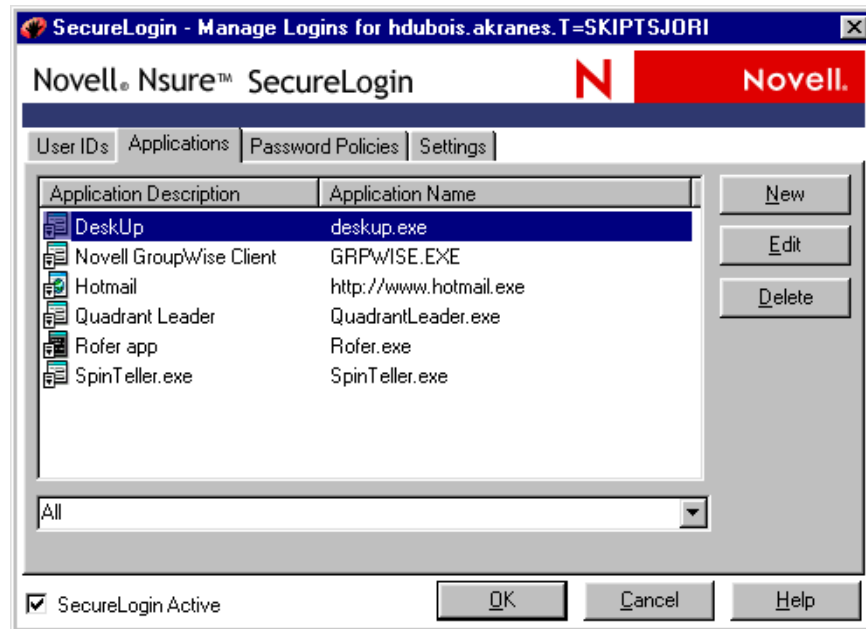 SecureLogin - Manage Logins for hdubois.akranes.T=SKIPTSJORI
Novell® Nsure™ SecureLogin N Novell®
User IDs Applications Password Policies Settings
Application Description Application Name New
DeskUp deskup.exe
Novell GroupWise Client GRPWISE.EXE Edit
Hotmail http://www.hotmail.exe Delete
Quadrant Leader QuadrantLeader.exe
Rofer app Rofer.exe
SpinTeller.exe SpinTeller.exe
All
SecureLogin Active OK Cancel Help